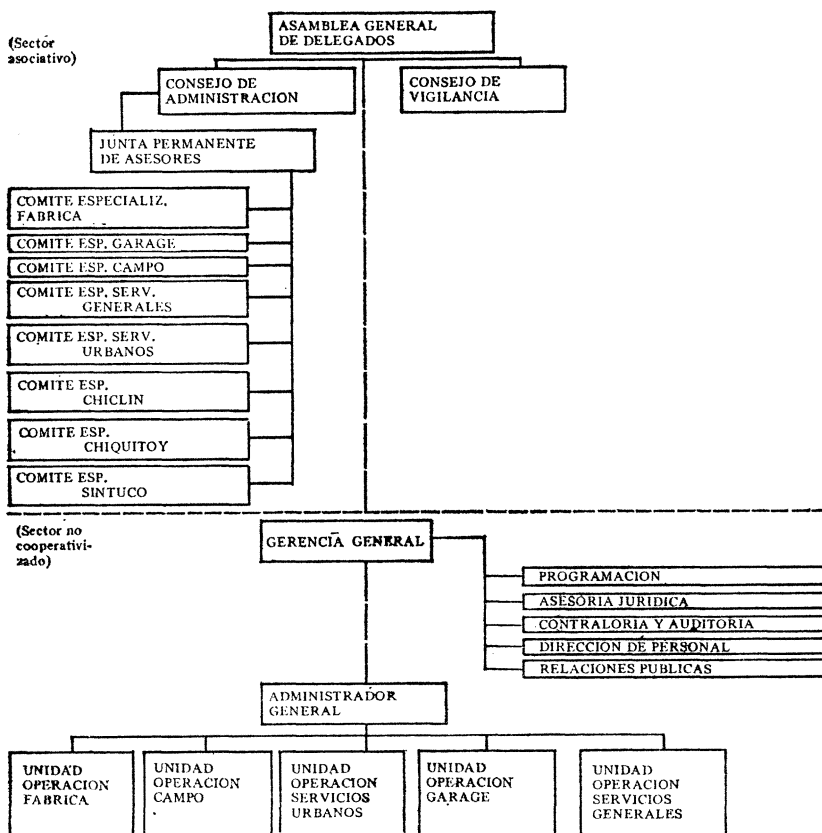 ASAMBLEA GENERAL
DE DELEGADOS
(Sector
asociativo)
CONSEJO DE
ADMINISTRACION
CONSEJO DE
VIGILANCIA
JUNTA PERMANENTE
DE ASESORES
COMITE ESPECIALIZ.
FABRICA
COMITE ESP. GARAGE
COMITE ESP. CAMPO
COMITE ESP. SERV.
GENERALES
COMITE ESP. SERV.
URBANOS
COMITE ESP.
CHICLIN
COMITE ESP.
CHIQUITOY
COMITE ESP.
SINTUCO
(Sector no
cooperativi-
zado)
GERENCIA GENERAL
PROGRAMACION
ASESORIA JURIDICA
CONTRALORIA Y AUDITORIA
DIRECCION DE PERSONAL
RELACIONES PUBLICAS
ADMINISTRADOR
GENERAL
UNIDAD
OPERACION
FABRICA
UNIDAD
OPERACION
CAMPO
UNIDAD
OPERACION
SERVICIOS
URBANOS
UNIDAD
OPERACION
GARAGE
UNIDAD
OPERACION
SERVICIOS
GENERALES